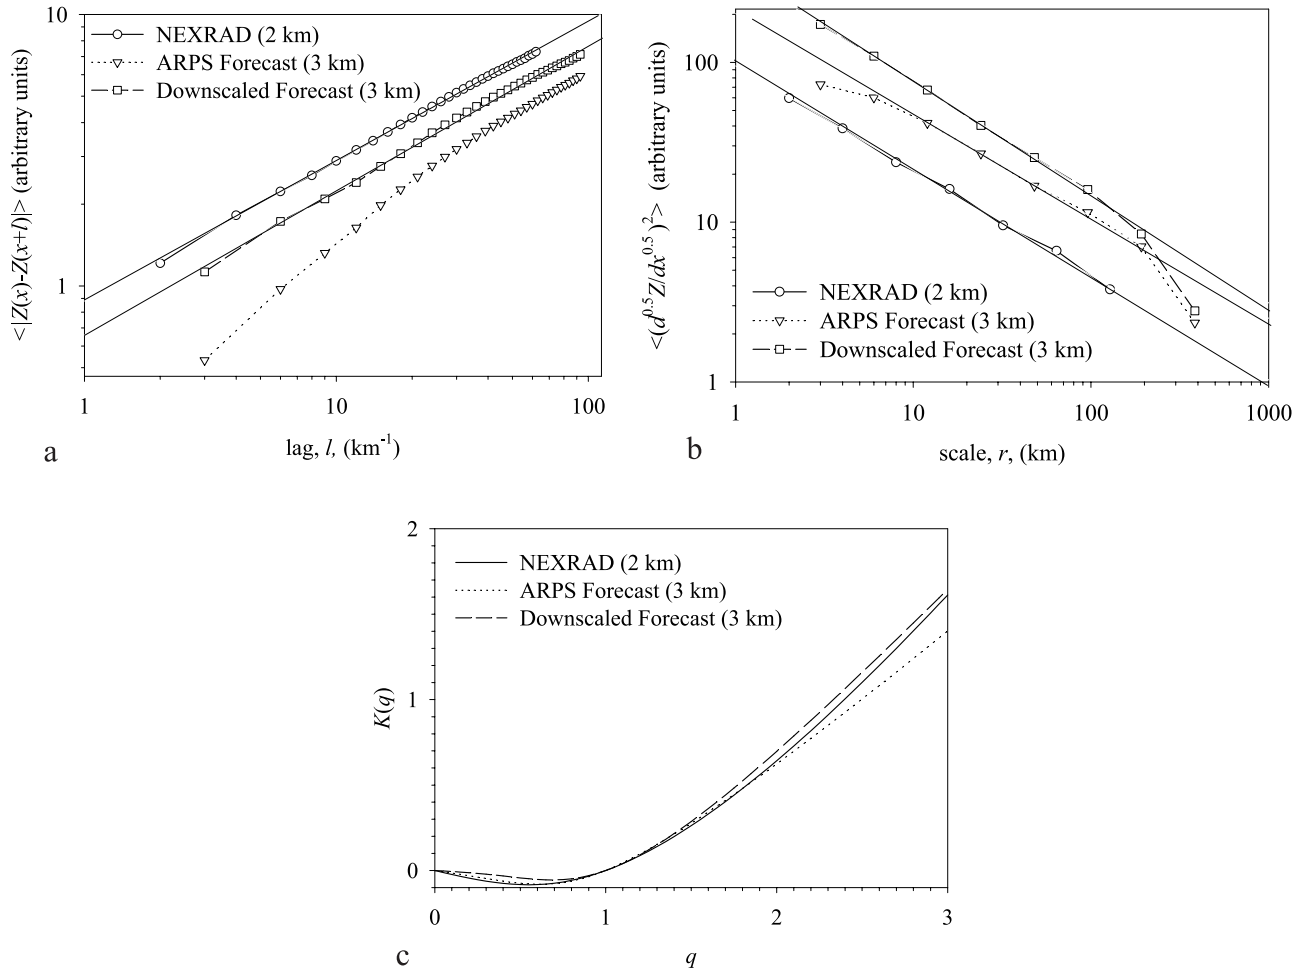 10
1
<|Z(x)-Z(x+l)|> (arbitrary units)
NEXRAD (2 km)
ARPS Forecast (3 km)
Downscaled Forecast (3 km)
1
10
100
lag, l, (km⁻¹)
a
100
10
1
<(d⁰·⁵Z/dx⁰·⁵)²> (arbitrary units)
NEXRAD (2 km)
ARPS Forecast (3 km)
Downscaled Forecast (3 km)
1
10
100
1000
scale, r, (km)
b
2
1
0
K(q)
NEXRAD (2 km)
ARPS Forecast (3 km)
Downscaled Forecast (3 km)
0
1
2
3
q
c